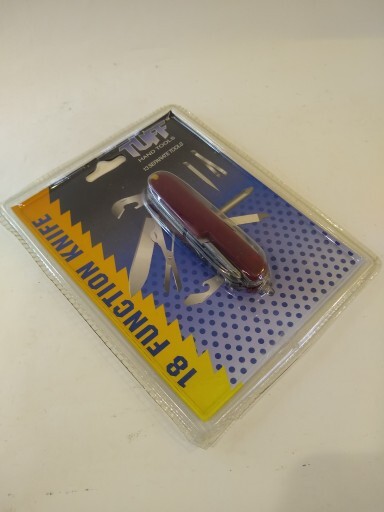 TUFF
HAND TOOLS
18 FUNCTION KNIFE